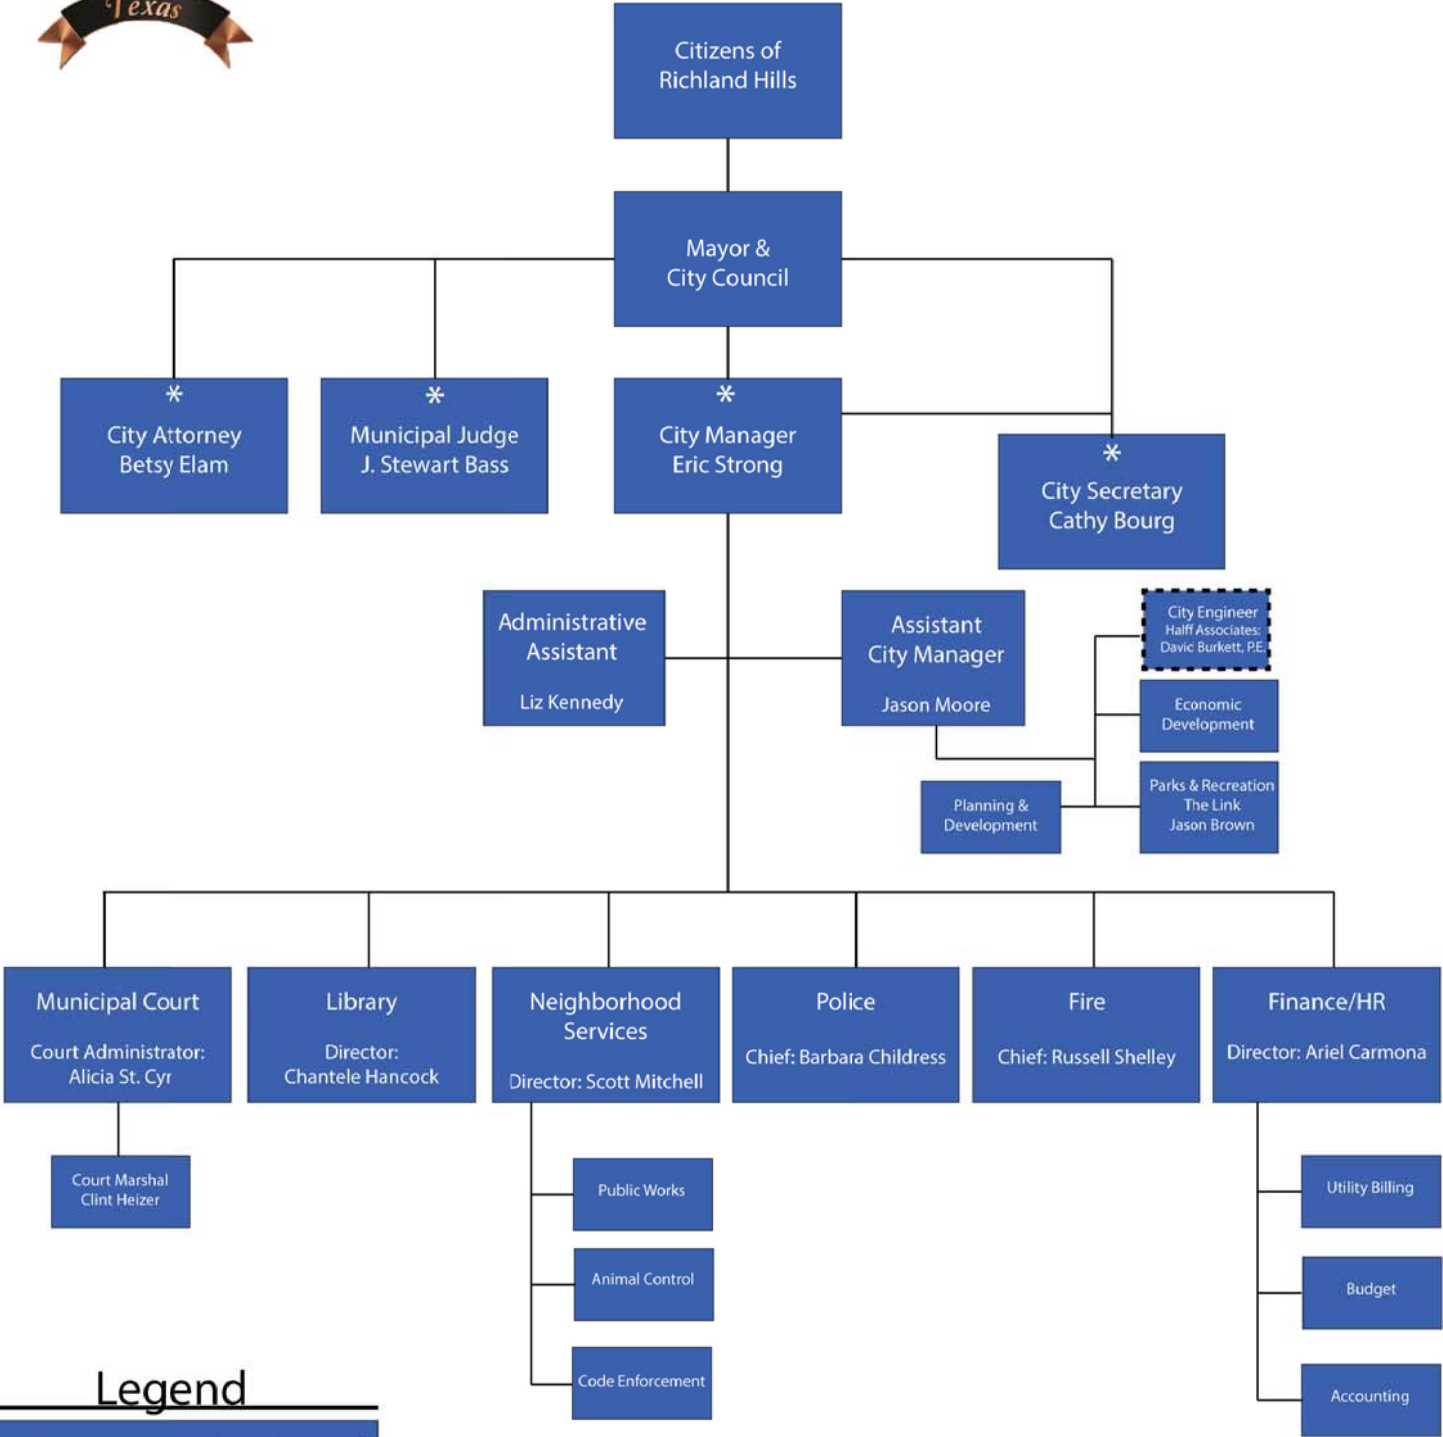 Texas
Citizens of
Richland Hills
Mayor &
City Council
*
City Attorney
Betsy Elam
*
Municipal Judge
J. Stewart Bass
*
City Manager
Eric Strong
*
City Secretary
Cathy Bourg
Administrative
Assistant
Liz Kennedy
Assistant
City Manager
Jason Moore
City Engineer
Halff Associates:
David Burkett, P.E.
Economic
Development
Parks & Recreation
The Link
Jason Brown
Planning &
Development
Municipal Court
Court Administrator:
Alicia St. Cyr
Library
Director:
Chantele Hancock
Neighborhood
Services
Director: Scott Mitchell
Police
Chief: Barbara Childress
Fire
Chief: Russell Shelley
Finance/HR
Director: Ariel Carmona
Court Marshal
Clint Heizer
Public Works
Animal Control
Code Enforcement
Utility Billing
Budget
Accounting
Legend